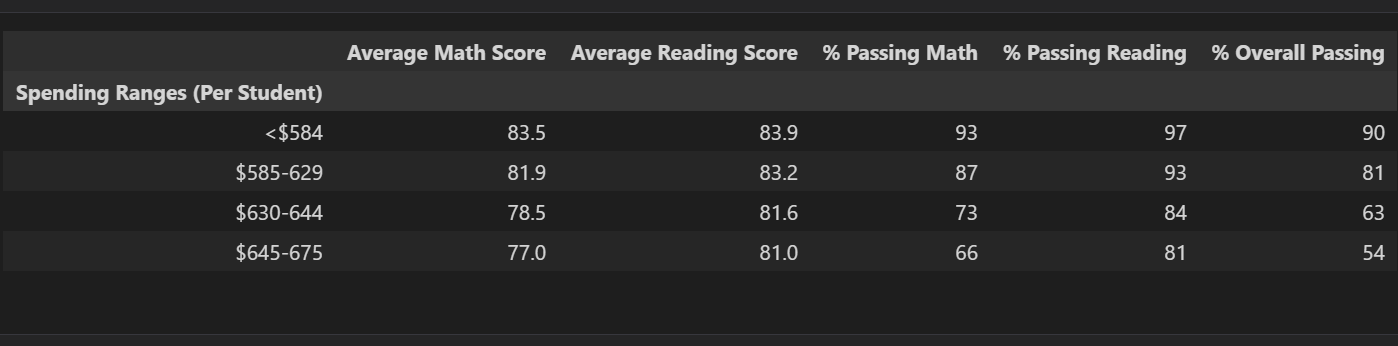 Average Math Score Average Reading Score % Passing Math % Passing Reading % Overall Passing
Spending Ranges (Per Student)
<$584 83.5 83.9 93 97 90
$585-629 81.9 83.2 87 93 81
$630-644 78.5 81.6 73 84 63
$645-675 77.0 81.0 66 81 54